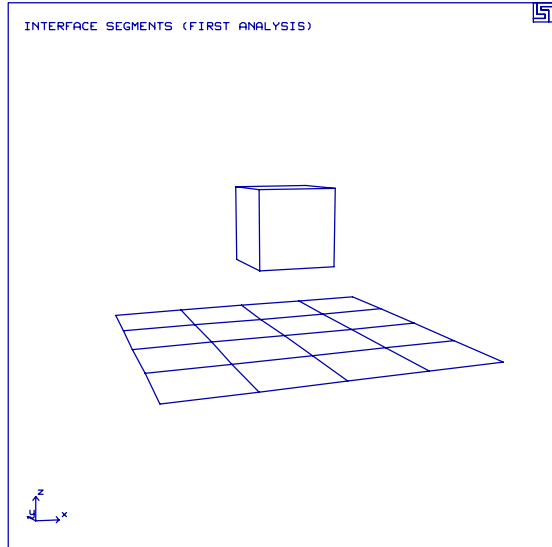 INTERFACE SEGMENTS (FIRST ANALYSIS)
z
y
x